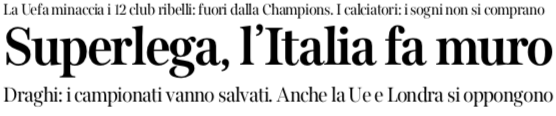 La Uefa minaccia i 12 club ribelli: fuori dalla Champions. I calciatori: i sogni non si comprano
Superlega, l'Italia fa muro
Draghi: i campionati vanno salvati. Anche la Ue e Londra si oppongono